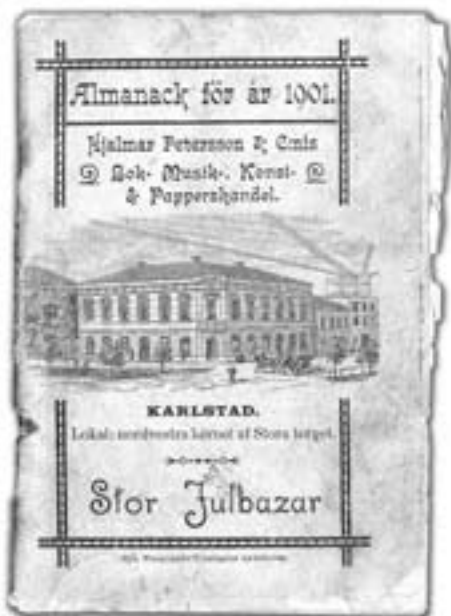 Almanack för år 1901.
Hjalmar Petersson & C:nis
Bok- Musik-, Konst-
& Pappershandel.
KARLSTAD.
Lokal: nordvestra hörnet af Stora torget.
Stor Julbazar